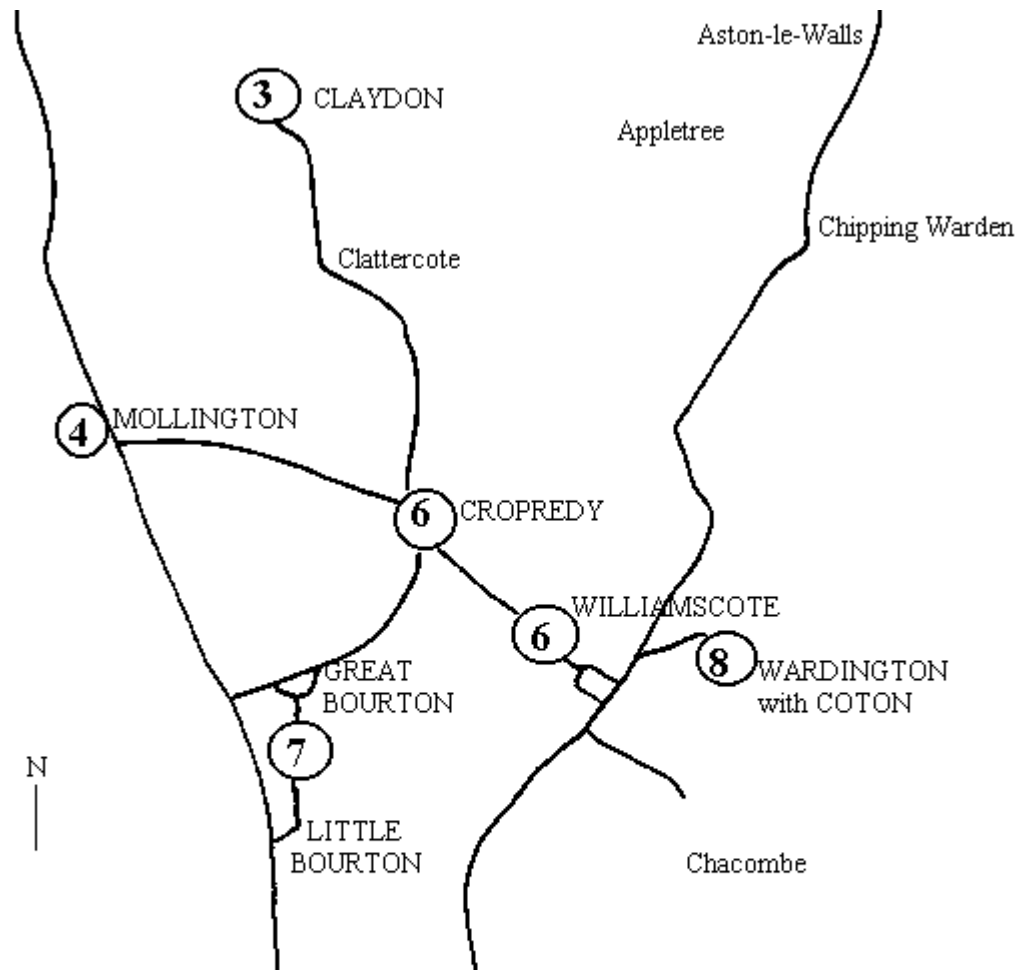 Aston-le-Walls
3 CLAYDON
Appletree
Chipping Warden
Clattercote
4 MOLLINGTON
6 CROPREDY
WILLIAMSCOTE
6
8 WARDINGTON
with COTON
GREAT
BOURTON
7
N
LITTLE
BOURTON
Chacombe